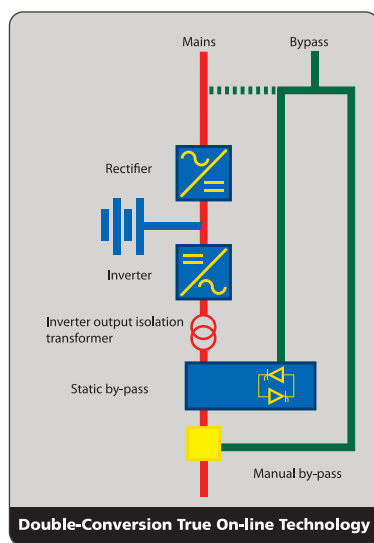 Mains
Bypass
Rectifier
Inverter
Inverter output isolation
transformer
Static by-pass
Manual by-pass
Double-Conversion True On-line Technology